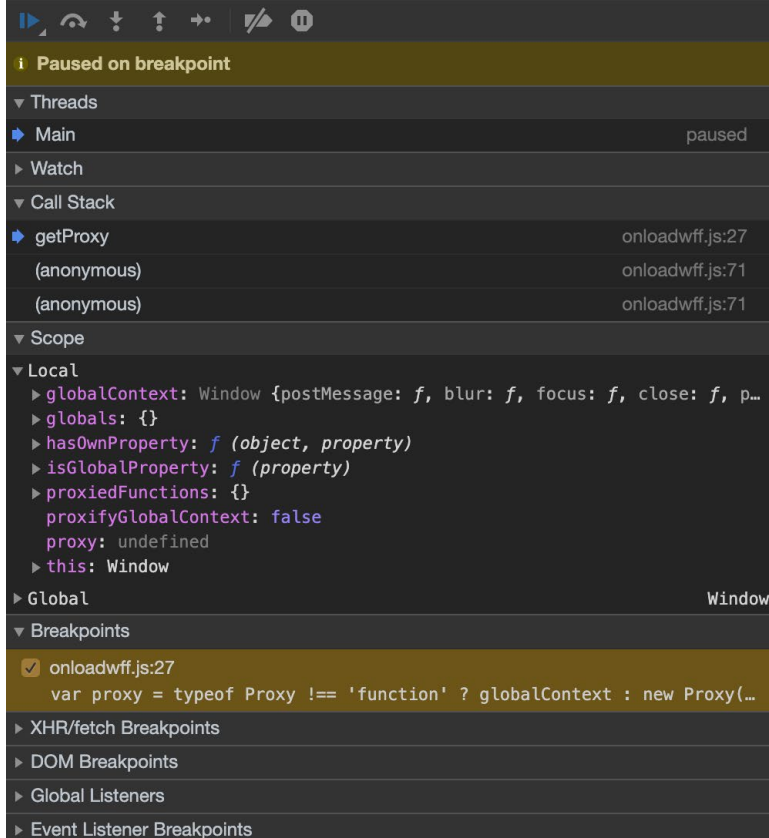 Paused on breakpoint
Threads
Main paused
Watch
Call Stack
getProxy onloadwff.js:27
(anonymous) onloadwff.js:71
(anonymous) onloadwff.js:71
Scope
Local
globalContext: Window {postMessage: ƒ, blur: ƒ, focus: ƒ, close: ƒ, p…
globals: {}
hasOwnProperty: ƒ (object, property)
isGlobalProperty: ƒ (property)
proxiedFunctions: {}
proxifyGlobalContext: false
proxy: undefined
this: Window
Global Window
Breakpoints
onloadwff.js:27
var proxy = typeof Proxy !== 'function' ? globalContext : new Proxy(…
XHR/fetch Breakpoints
DOM Breakpoints
Global Listeners
Event Listener Breakpoints